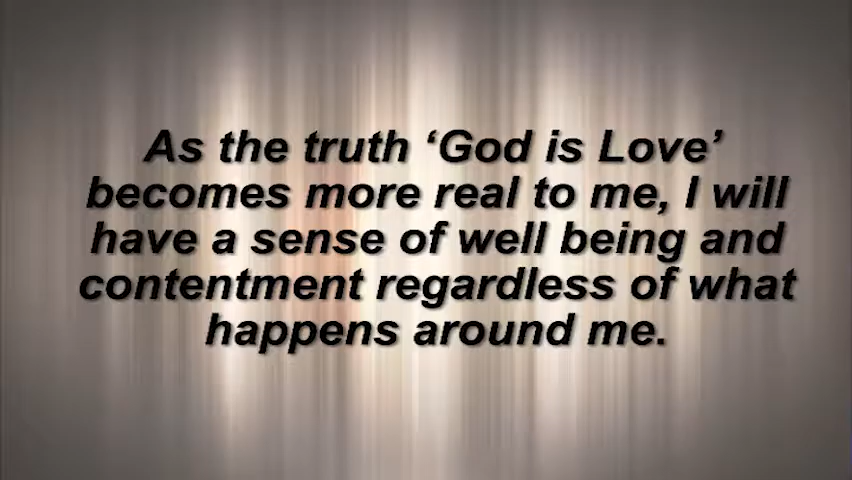 As the truth ‘God is Love’
becomes more real to me, I will
have a sense of well being and
contentment regardless of what
happens around me.